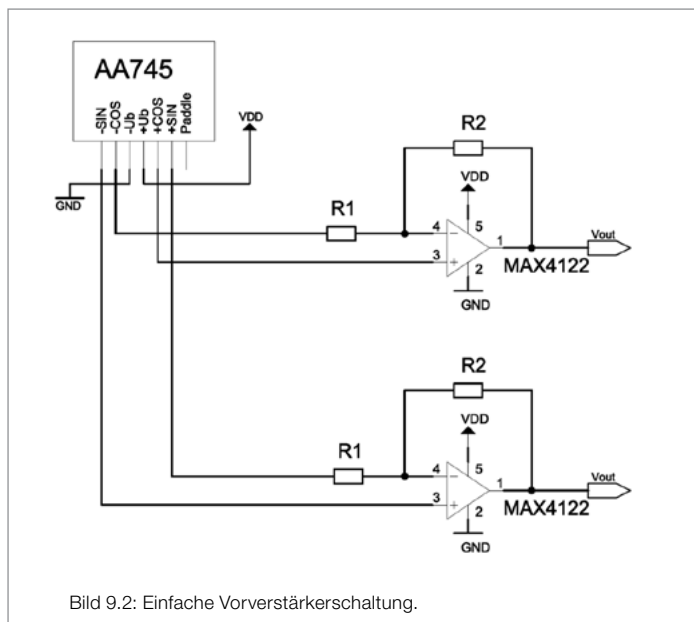 AA745
-SIN
-COS
-Ub
+Ub
+COS
+SIN
Paddle
VDD
GND
R2
VDD
R1
5
4
-
1
Vout
3
+
2
MAX4122
GND
R2
VDD
R1
5
4
-
1
Vout
3
+
2
MAX4122
GND
Bild 9.2: Einfache Vorverstärkerschaltung.